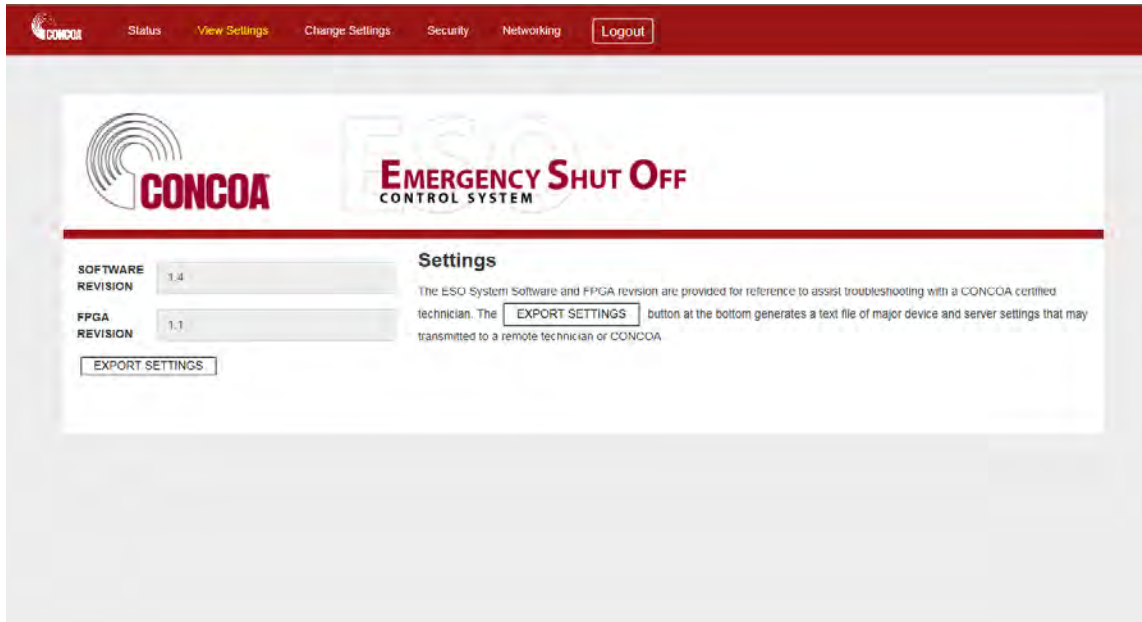 CONCOA Status View Settings Change Settings Security Networking Logout
ESO
CONCOA
EMERGENCY SHUT OFF
CONTROL SYSTEM
SOFTWARE REVISION 1.4
FPGA REVISION 1.1
EXPORT SETTINGS
Settings
The ESO System Software and FPGA revision are provided for reference to assist troubleshooting with a CONCOA certified
technician. The EXPORT SETTINGS button at the bottom generates a text file of major device and server settings that may
transmitted to a remote technician or CONCOA